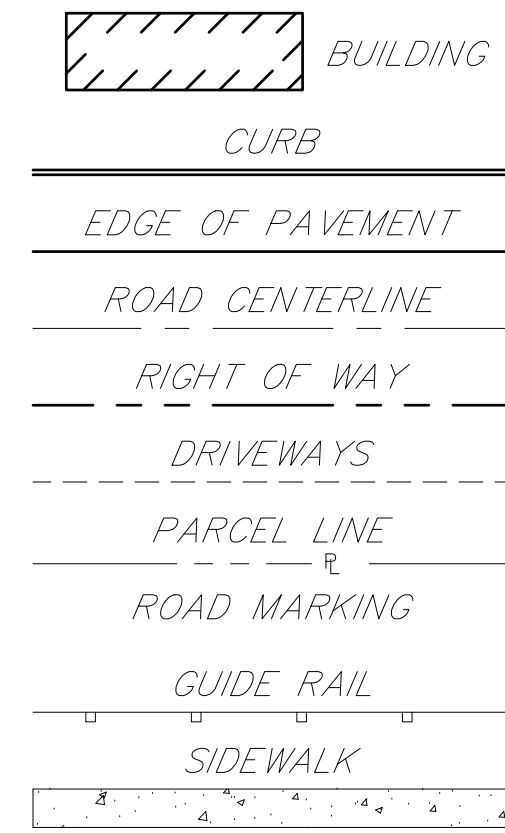 BUILDING
CURB
EDGE OF PAVEMENT
ROAD CENTERLINE
RIGHT OF WAY
DRIVEWAYS
PARCEL LINE
PL
ROAD MARKING
GUIDE RAIL
SIDEWALK